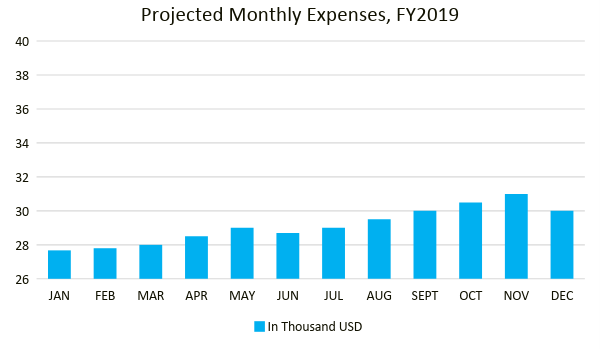 Projected Monthly Expenses, FY2019
40
38
36
34
32
30
28
26
JAN FEB MAR APR MAY JUN JUL AUG SEPT OCT NOV DEC
In Thousand USD